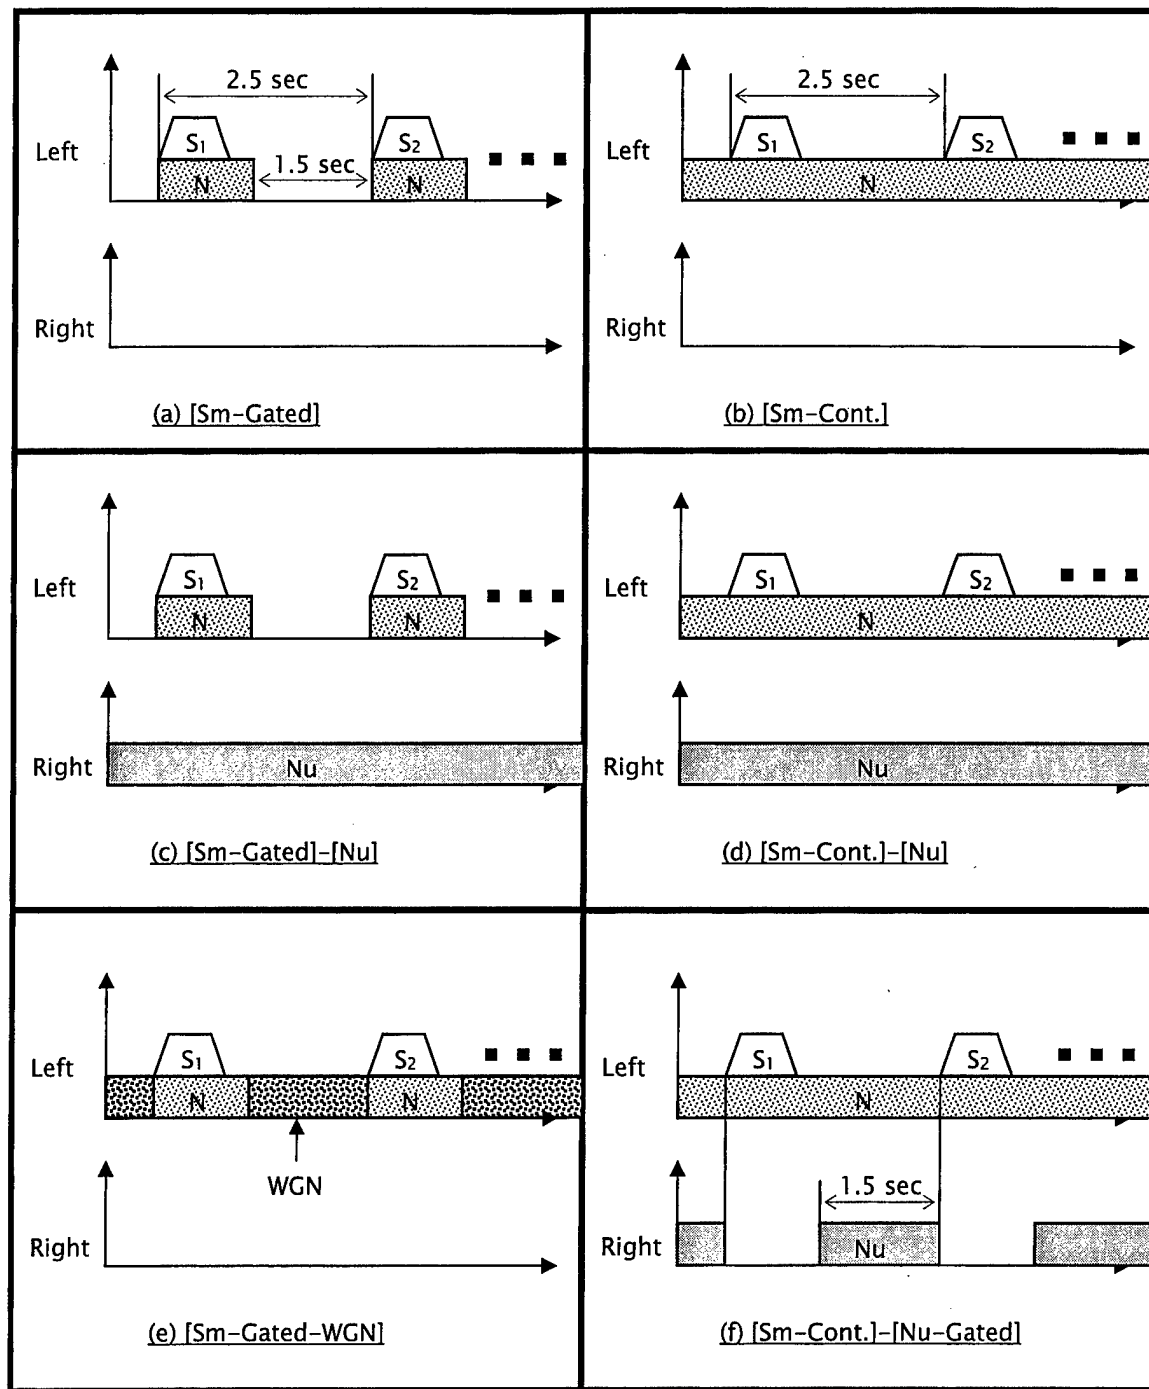 2.5 sec
Left
S1
S2
1.5 sec
N
N
Right
(a) [Sm-Gated]
2.5 sec
Left
S1
S2
N
Right
(b) [Sm-Cont.]
Left
S1
S2
N
N
Right
Nu
(c) [Sm-Gated]-[Nu]
Left
S1
S2
N
Right
Nu
(d) [Sm-Cont.]-[Nu]
Left
S1
S2
N
N
WGN
Right
(e) [Sm-Gated-WGN]
Left
S1
S2
N
1.5 sec
Right
Nu
(f) [Sm-Cont.]-[Nu-Gated]